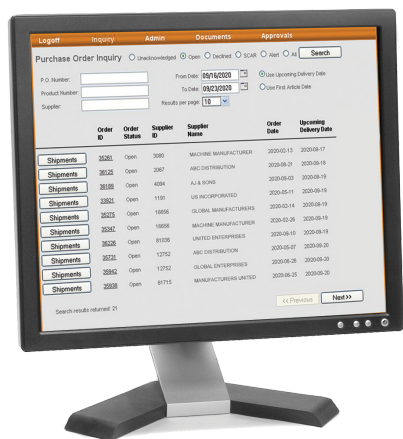 Logoff Inquiry Admin Documents Approvals
Purchase Order Inquiry Unacknowledged Open Declined SCAR Alert All Search
P.O. Number: From Date: 09/16/2020 Use Upcoming Delivery Date
Product Number: To Date: 09/23/2020 Use First Article Date
Supplier: Results per page: 10
Order ID Order Status Supplier ID Supplier Name Order Date Upcoming Delivery Date
Shipments 35261 Open 3080 MACHINE MANUFACTURER 2020-02-13 2020-09-17
Shipments 36125 Open 2067 ABC DISTRIBUTION 2020-08-21 2020-09-18
Shipments 36189 Open 4094 AJ & SONS 2020-09-03 2020-09-19
Shipments 33921 Open 1191 US INCORPORATED 2020-05-11 2020-09-19
Shipments 35275 Open 16656 GLOBAL MANUFACTURERS 2020-02-14 2020-09-19
Shipments 35347 Open 16656 MACHINE MANUFACTURER 2020-02-26 2020-09-19
Shipments 36226 Open 91036 UNITED ENTERPRISES 2020-09-10 2020-09-19
Shipments 35731 Open 12752 ABC DISTRIBUTION 2020-05-07 2020-09-20
Shipments 35942 Open 12752 GLOBAL ENTERPRISES 2020-06-26 2020-09-20
Shipments 35938 Open 91715 MANUFACTURERS UNITED 2020-06-25 2020-09-20
Search results returned: 21 <<Previous Next>>